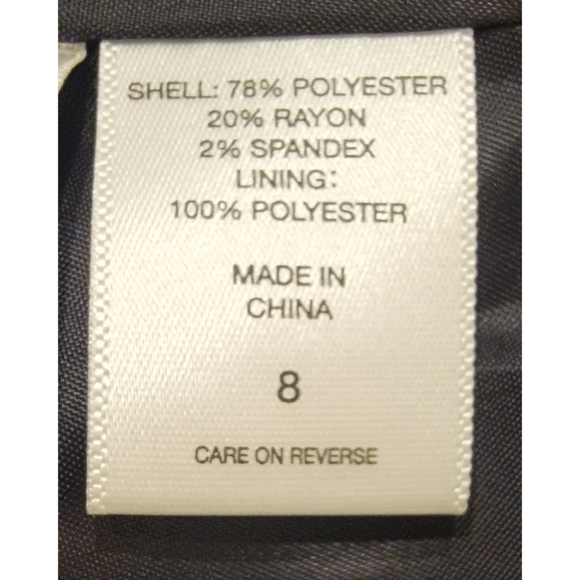 SHELL: 78% POLYESTER
20% RAYON
2% SPANDEX
LINING:
100% POLYESTER
MADE IN
CHINA
8
CARE ON REVERSE